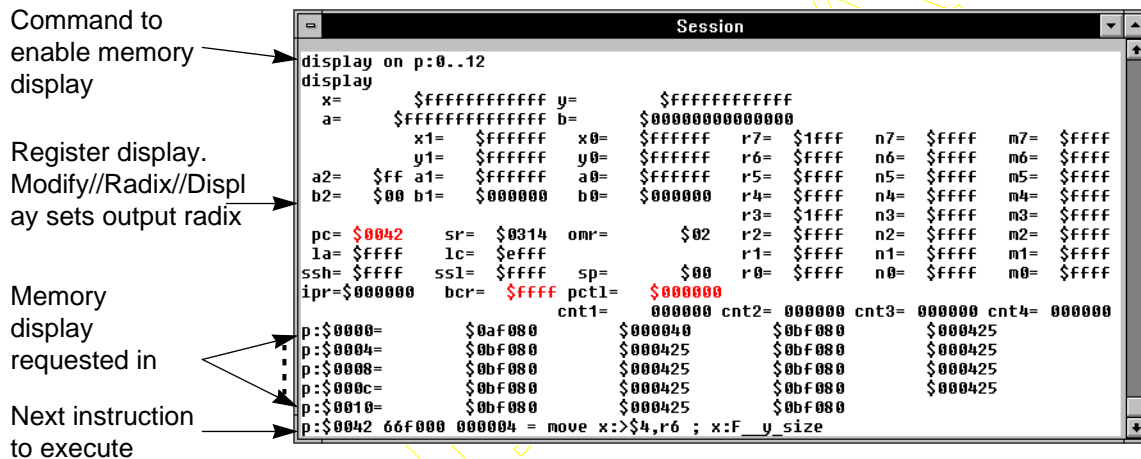 Command to
enable memory
display
Register display.
Modify//Radix//Displ
ay sets output radix
Memory
display
requested in
Next instruction
to execute
Session
display on p:0..12
display
x= $ffffffffffff y= $ffffffffffff
a= $ffffffffffffff b= $00000000000000
x1= $ffffff x0= $ffffff r7= $1fff n7= $ffff m7= $ffff
y1= $ffffff y0= $ffffff r6= $ffff n6= $ffff m6= $ffff
a2= $ff a1= $ffffff a0= $ffffff r5= $ffff n5= $ffff m5= $ffff
b2= $00 b1= $000000 b0= $000000 r4= $ffff n4= $ffff m4= $ffff
r3= $1fff n3= $ffff m3= $ffff
pc= $0042 sr= $0314 omr= $02 r2= $ffff n2= $ffff m2= $ffff
la= $ffff lc= $efff r1= $ffff n1= $ffff m1= $ffff
ssh= $ffff ssl= $ffff sp= $00 r0= $ffff n0= $ffff m0= $ffff
ipr=$000000 bcr= $ffff pctl= $000000
cnt1= 000000 cnt2= 000000 cnt3= 000000 cnt4= 000000
p:$0000= $0af080 $000040 $0bf080 $000425
p:$0004= $0bf080 $000425 $0bf080 $000425
p:$0008= $0bf080 $000425 $0bf080 $000425
p:$000c= $0bf080 $000425 $0bf080 $000425
p:$0010= $0bf080 $000425 $0bf080
p:$0042 66f000 000004 = move x:>$4,r6 ; x:F__y_size